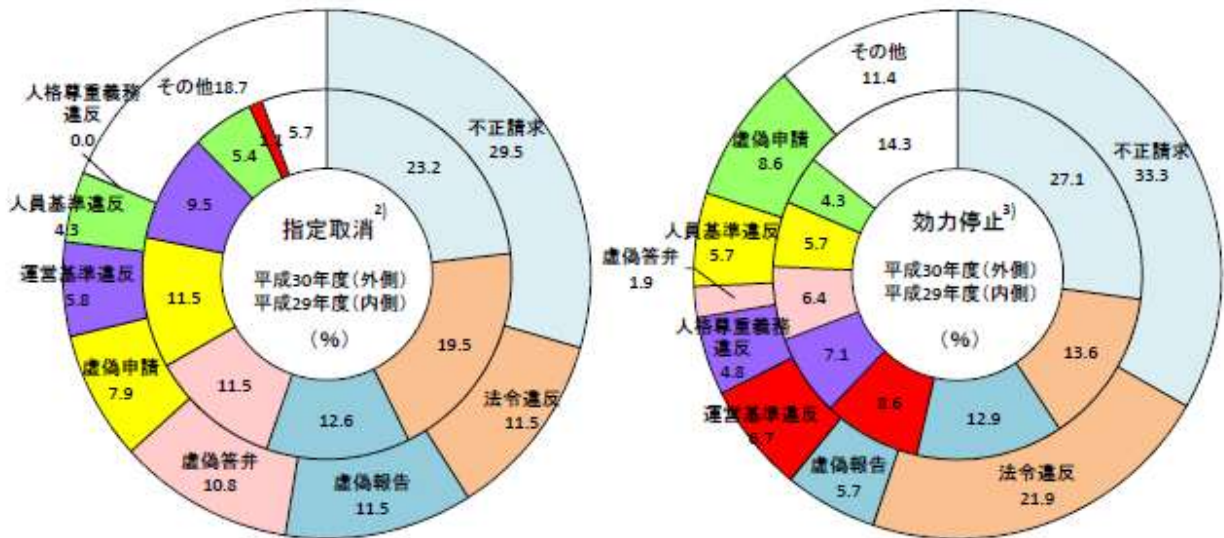 その他18.7
人格尊重義務
違反
0.0
5.7
不正請求
29.5
5.4
23.2
人員基準違反
4.3
9.5
指定取消2)
運営基準違反
5.8
平成30年度(外側)
平成29年度(内側)
11.5
(%)
19.5
虚偽申請
7.9
11.5
12.6
法令違反
11.5
虚偽答弁
10.8
虚偽報告
11.5
その他
11.4
虚偽申請
8.6
14.3
不正請求
33.3
27.1
4.3
人員基準違反
5.7
5.7
効力停止3)
虚偽答弁
1.9
平成30年度(外側)
平成29年度(内側)
6.4
人格尊重義務
違反
4.8
(%)
7.1
13.6
8.6
12.9
運営基準違反
6.7
虚偽報告
5.7
法令違反
21.9